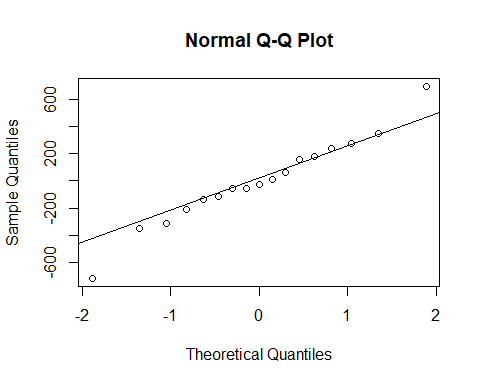 Normal Q-Q Plot
Sample Quantiles
600
200
-200
-600
-2 -1 0 1 2
Theoretical Quantiles